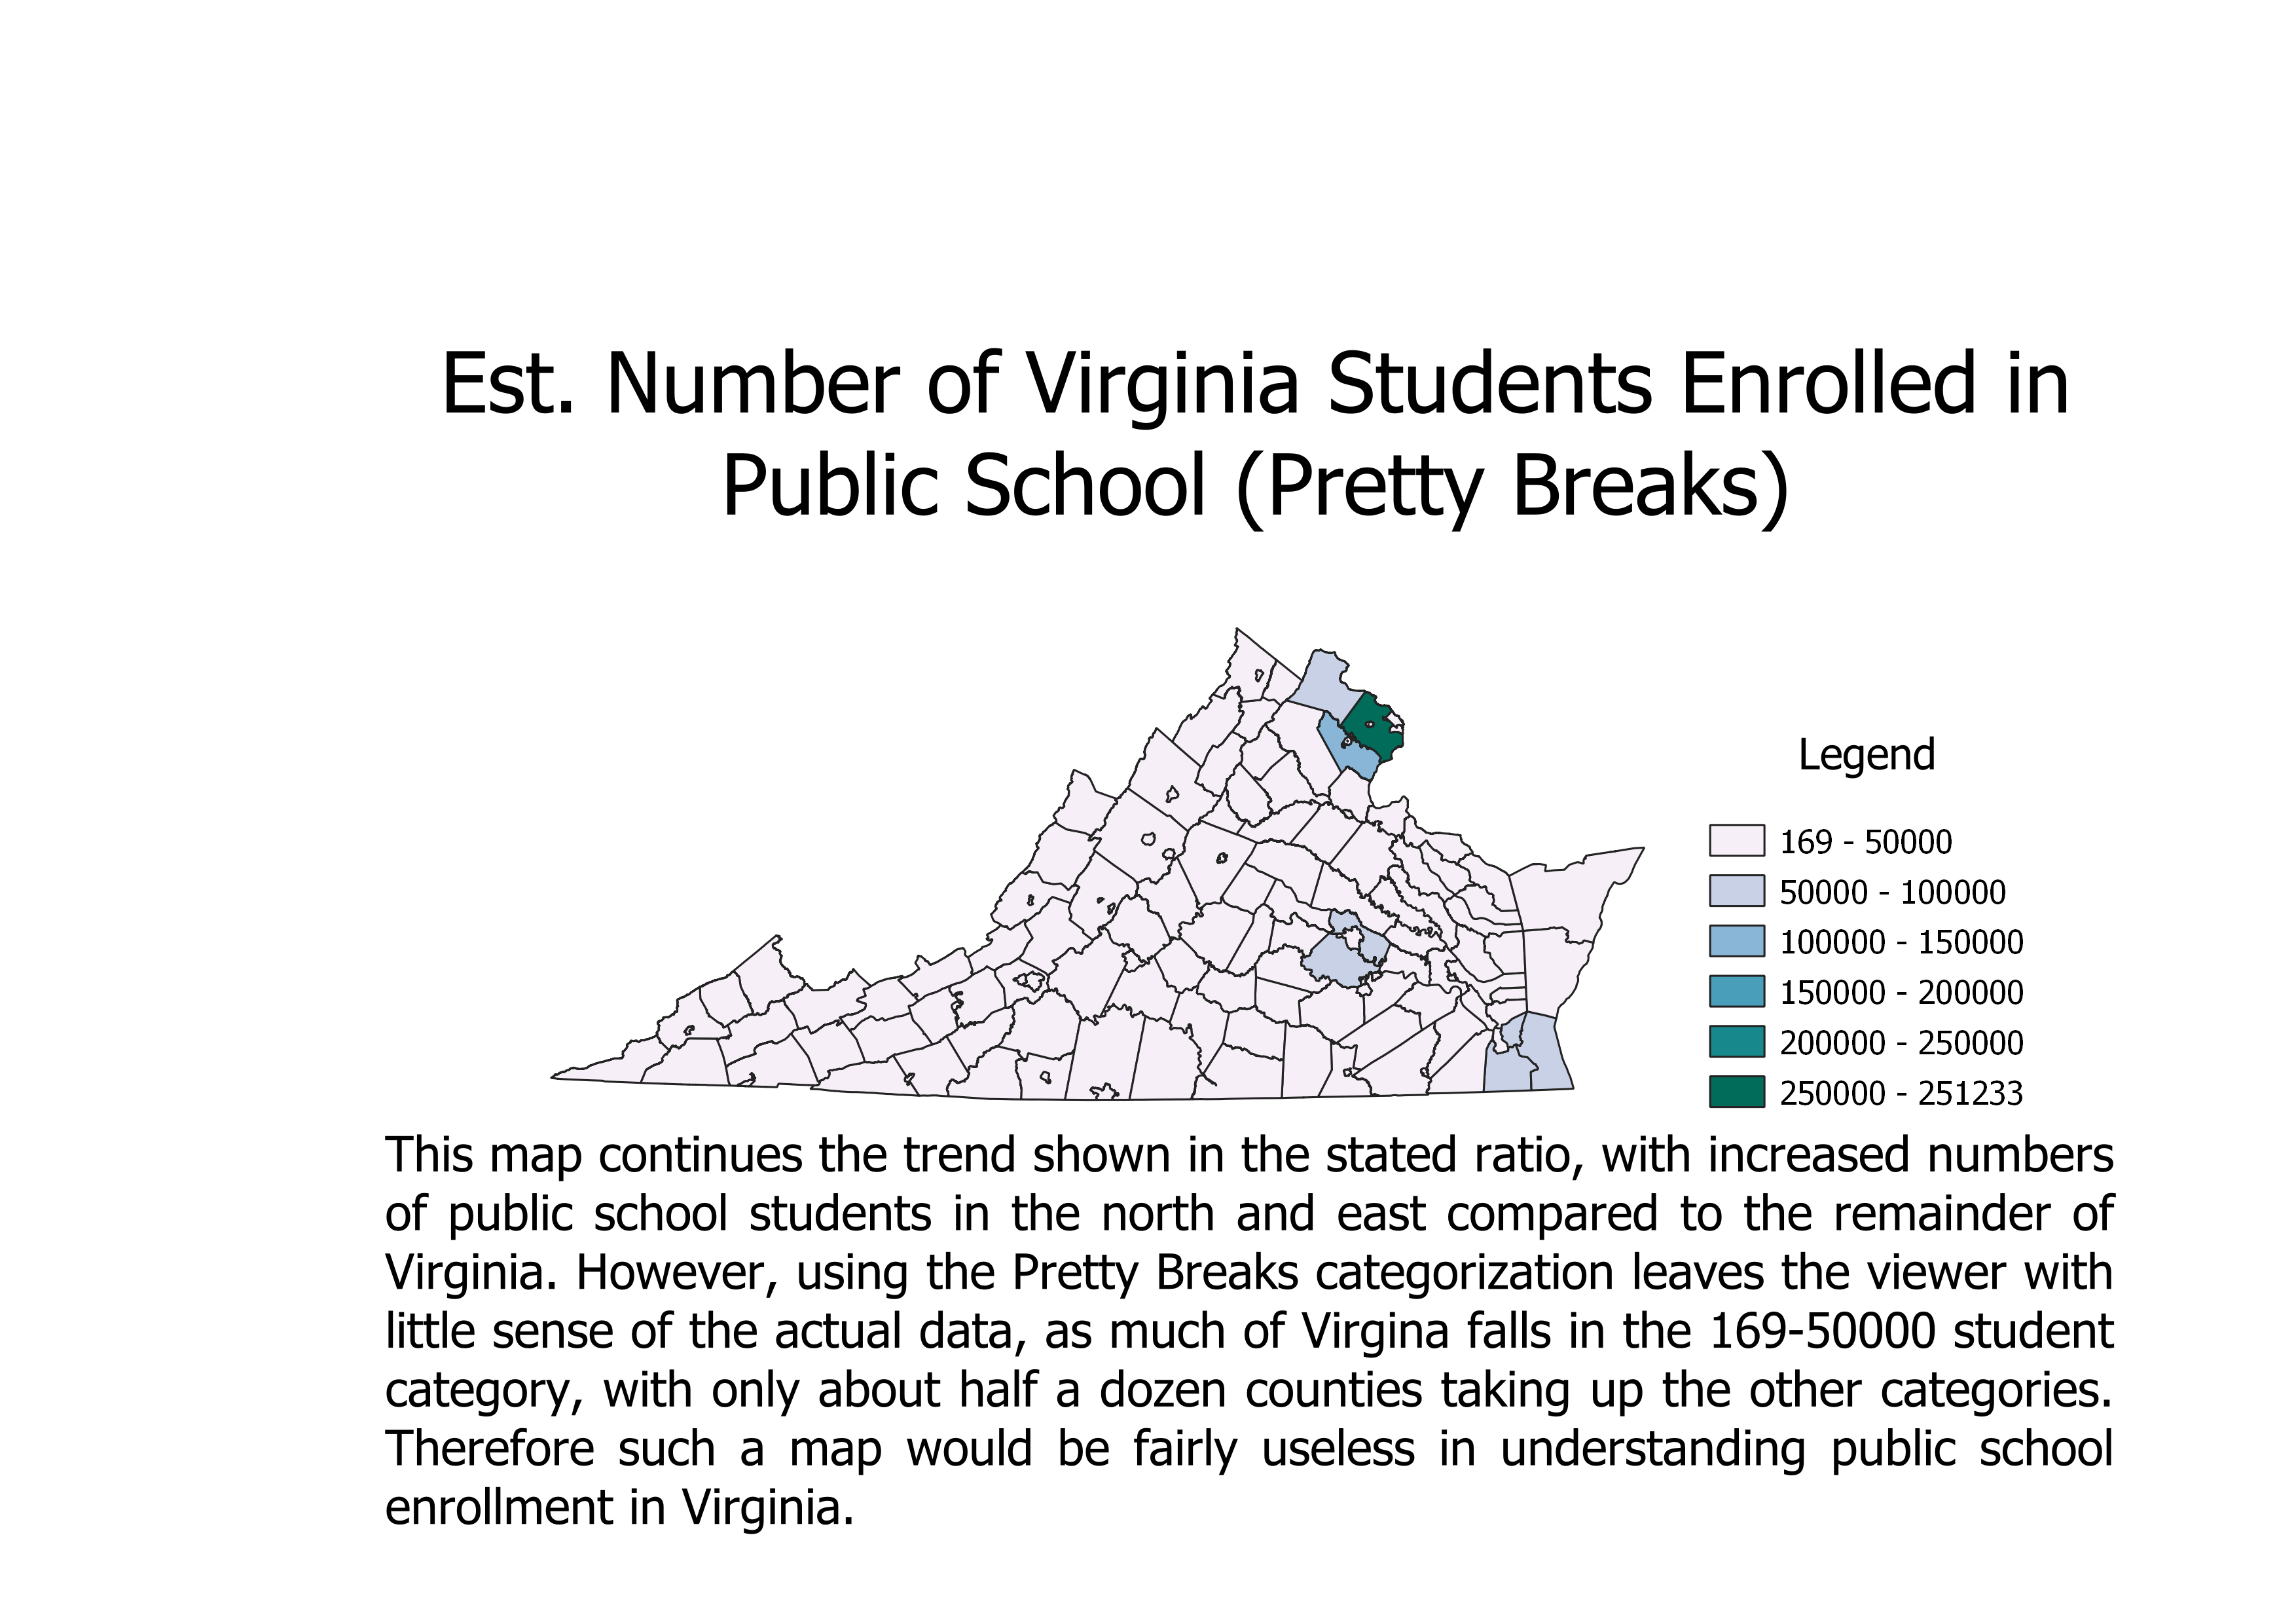 Est. Number of Virginia Students Enrolled in
Public School (Pretty Breaks)
Legend
169 - 50000
50000 - 100000
100000 - 150000
150000 - 200000
200000 - 250000
250000 - 251233
This map continues the trend shown in the stated ratio, with increased numbers
of public school students in the north and east compared to the remainder of
Virginia. However, using the Pretty Breaks categorization leaves the viewer with
little sense of the actual data, as much of Virgina falls in the 169-50000 student
category, with only about half a dozen counties taking up the other categories.
Therefore such a map would be fairly useless in understanding public school
enrollment in Virginia.